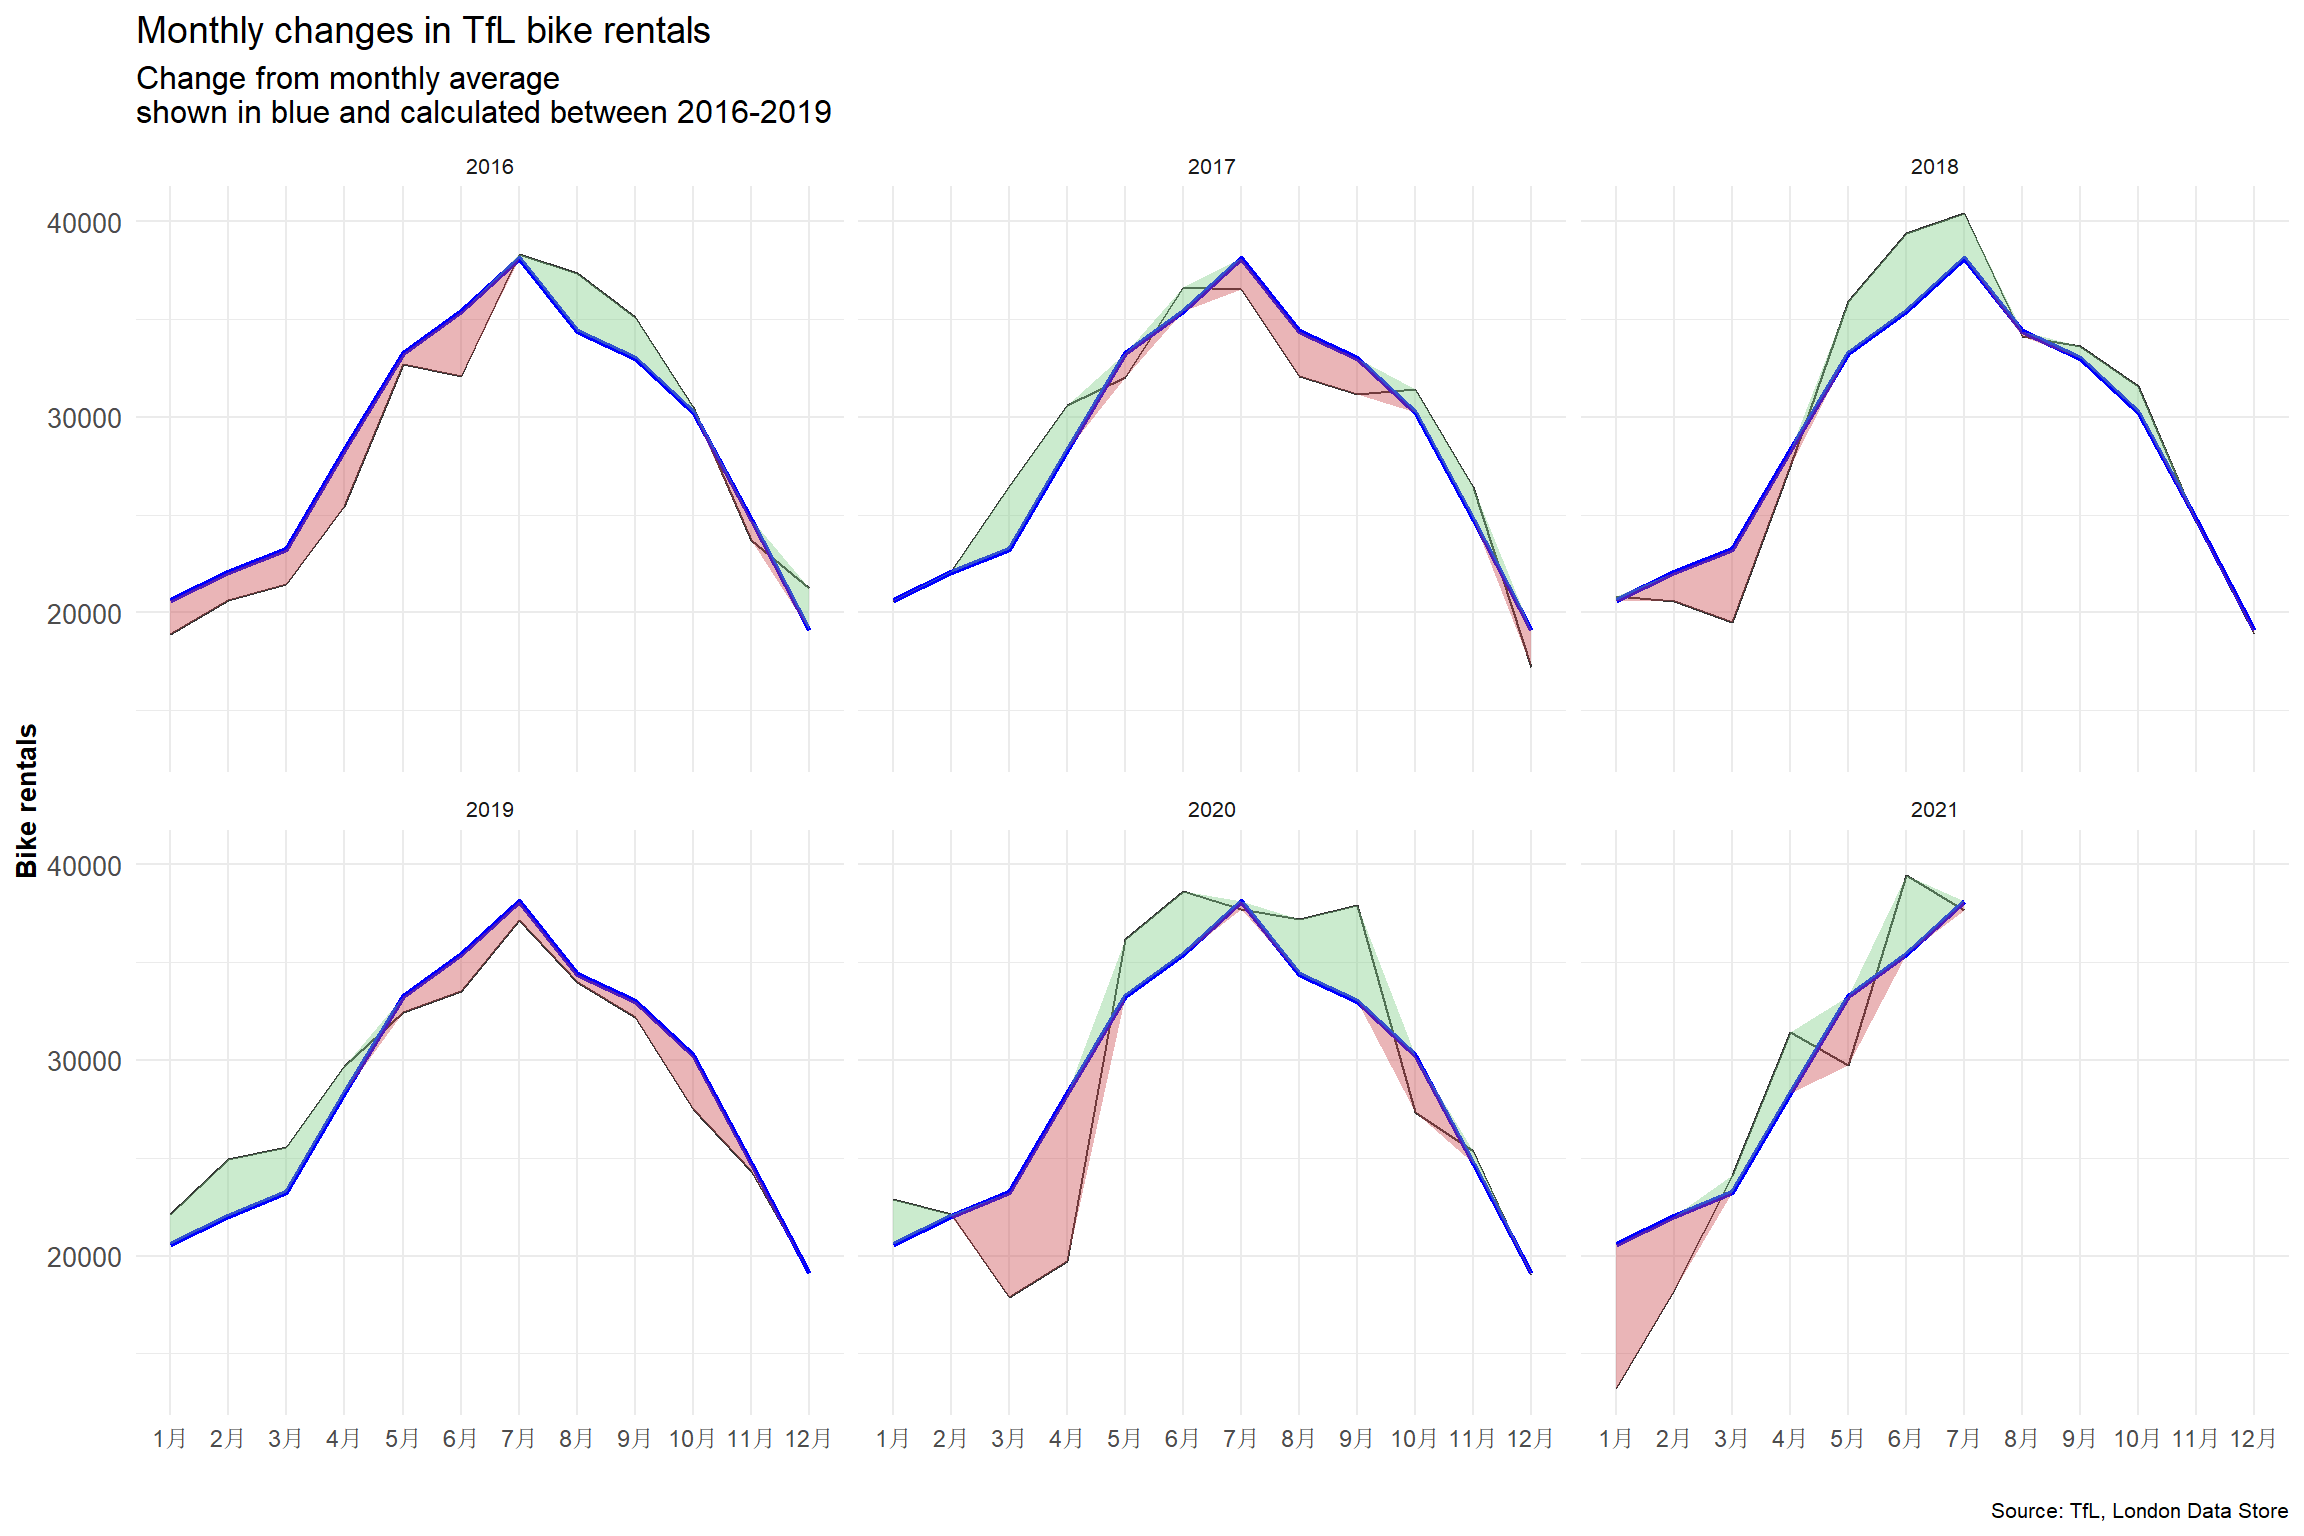 Monthly changes in TfL bike rentals
Change from monthly average
shown in blue and calculated between 2016-2019
2016
2017
2018
40000
30000
20000
Bike rentals
2019
2020
2021
40000
30000
20000
1月 2月 3月 4月 5月 6月 7月 8月 9月 10月 11月 12月
1月 2月 3月 4月 5月 6月 7月 8月 9月 10月 11月 12月
1月 2月 3月 4月 5月 6月 7月 8月 9月 10月 11月 12月
Source: TfL, London Data Store